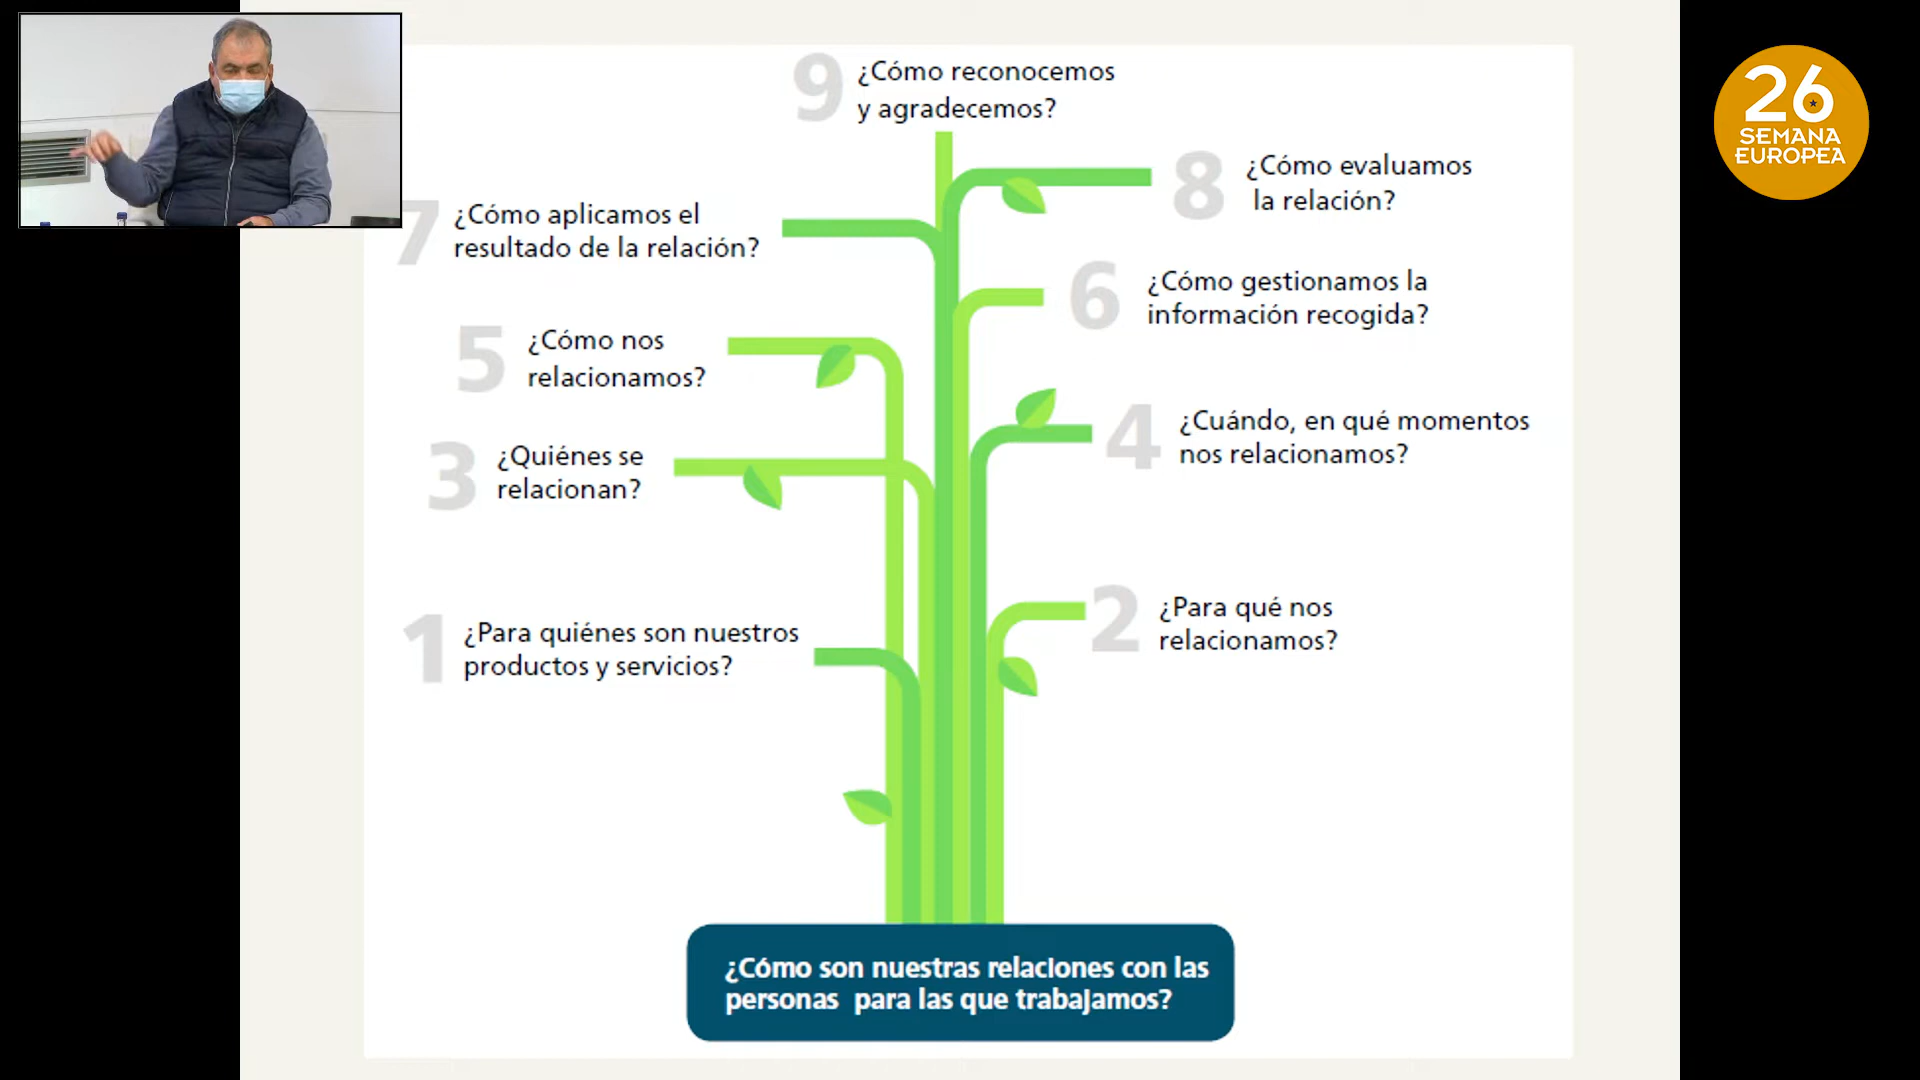 9
¿Cómo reconocemos
y agradecemos?
8
¿Cómo evaluamos
la relación?
7
¿Cómo aplicamos el
resultado de la relación?
6
¿Cómo gestionamos la
información recogida?
5
¿Cómo nos
relacionamos?
4
¿Cuándo, en qué momentos
nos relacionamos?
3
¿Quiénes se
relacionan?
2
¿Para qué nos
relacionamos?
1
¿Para quiénes son nuestros
productos y servicios?
¿Cómo son nuestras relaciones con las
personas para las que trabajamos?
26
SEMANA
EUROPEA